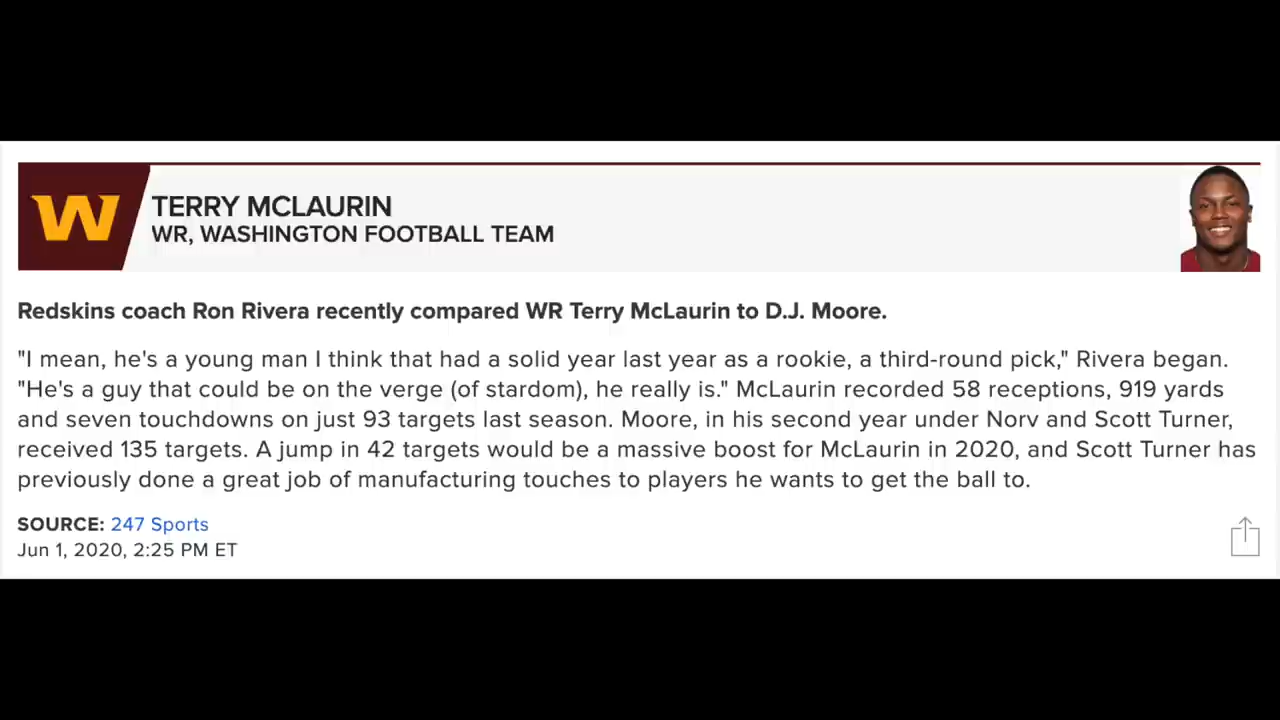 W
TERRY MCLAURIN
WR, WASHINGTON FOOTBALL TEAM
Redskins coach Ron Rivera recently compared WR Terry McLaurin to D.J. Moore.
"I mean, he's a young man I think that had a solid year last year as a rookie, a third-round pick," Rivera began.
"He's a guy that could be on the verge (of stardom), he really is." McLaurin recorded 58 receptions, 919 yards
and seven touchdowns on just 93 targets last season. Moore, in his second year under Norv and Scott Turner,
received 135 targets. A jump in 42 targets would be a massive boost for McLaurin in 2020, and Scott Turner has
previously done a great job of manufacturing touches to players he wants to get the ball to.
SOURCE: 247 Sports
Jun 1, 2020, 2:25 PM ET